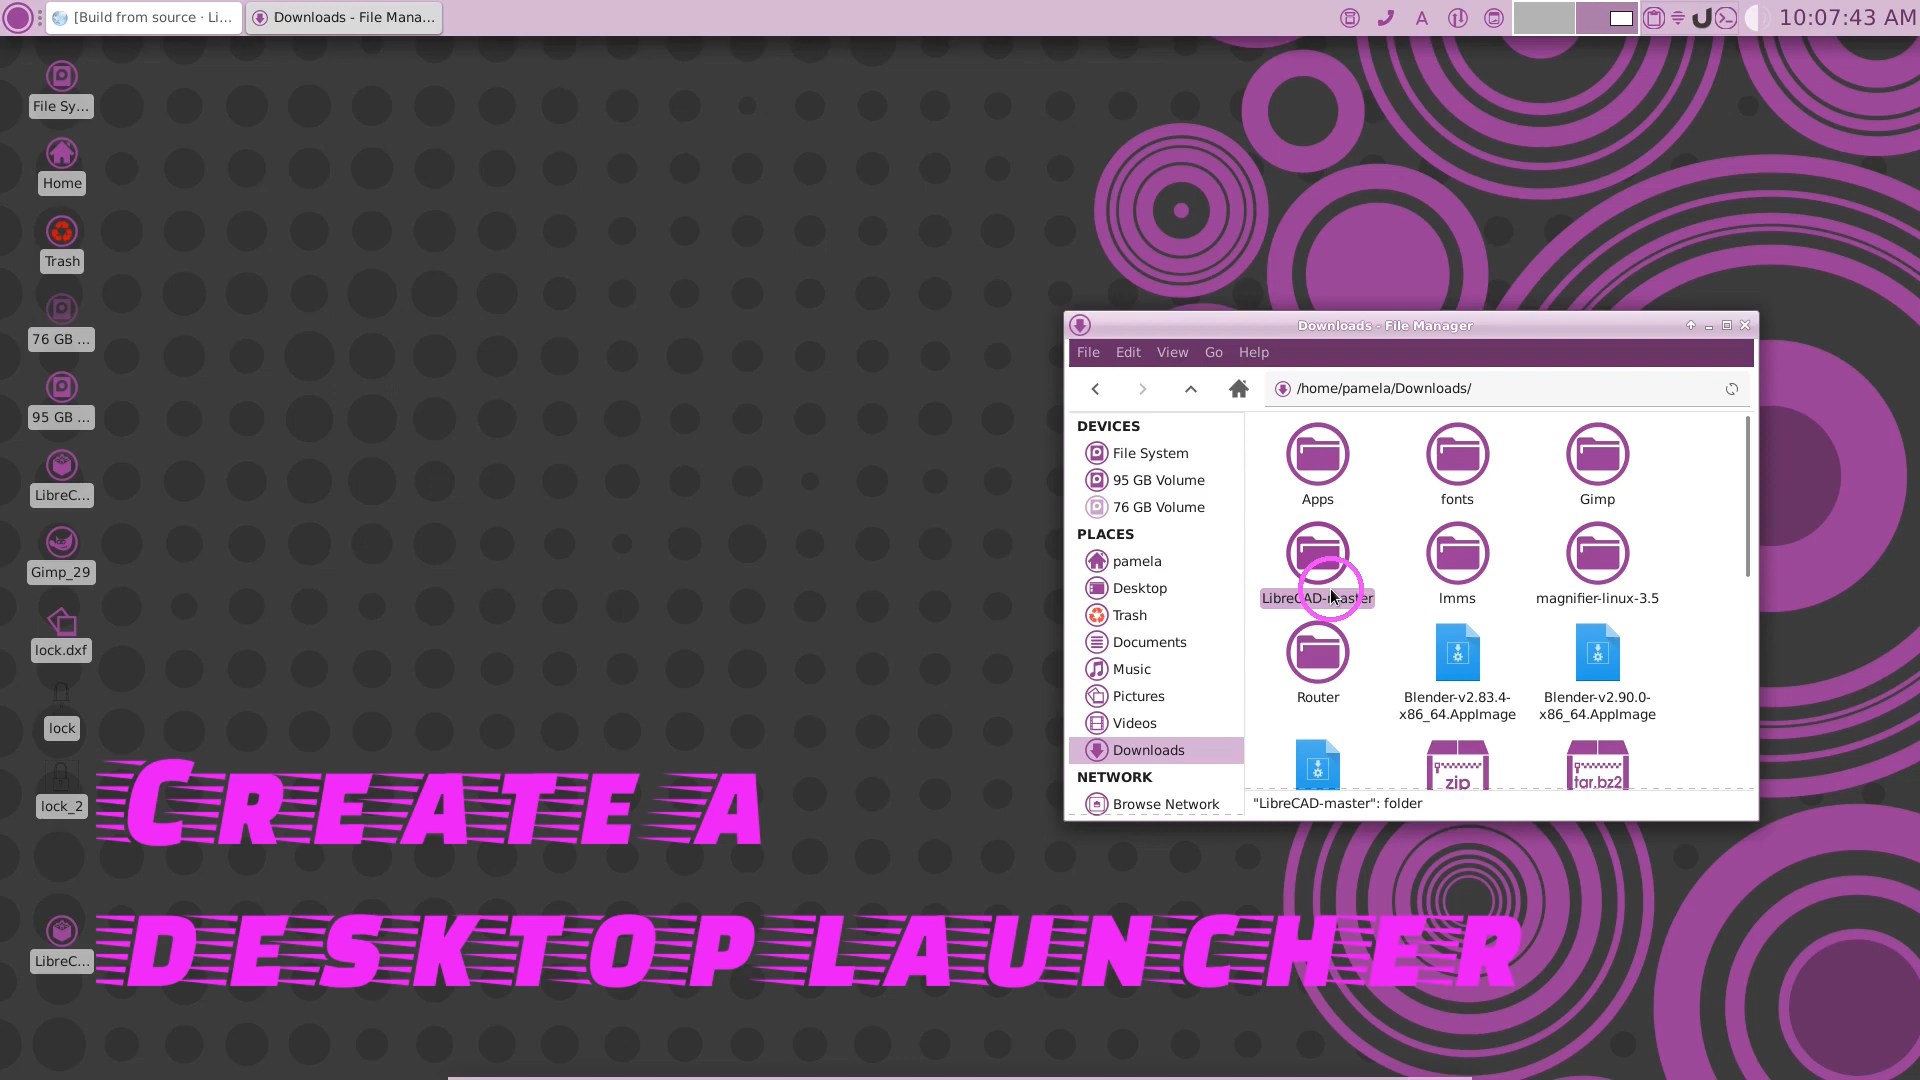 [Build from source · Li...
Downloads - File Mana...
A
10:07:43 AM
File Sy...
Home
Trash
76 GB ...
95 GB ...
LibreC...
Gimp_29
lock.dxf
lock
lock_2
LibreC...
Downloads - File Manager
File Edit View Go Help
/home/pamela/Downloads/
DEVICES
File System
95 GB Volume
76 GB Volume
PLACES
pamela
Desktop
Trash
Documents
Music
Pictures
Videos
Downloads
NETWORK
Browse Network
Apps
fonts
Gimp
LibreCAD-master
lmms
magnifier-linux-3.5
Router
Blender-v2.83.4-
x86_64.AppImage
Blender-v2.90.0-
x86_64.AppImage
zip
tar.bz2
"LibreCAD-master": folder
CREATE A
DESKTOP LAUNCHER